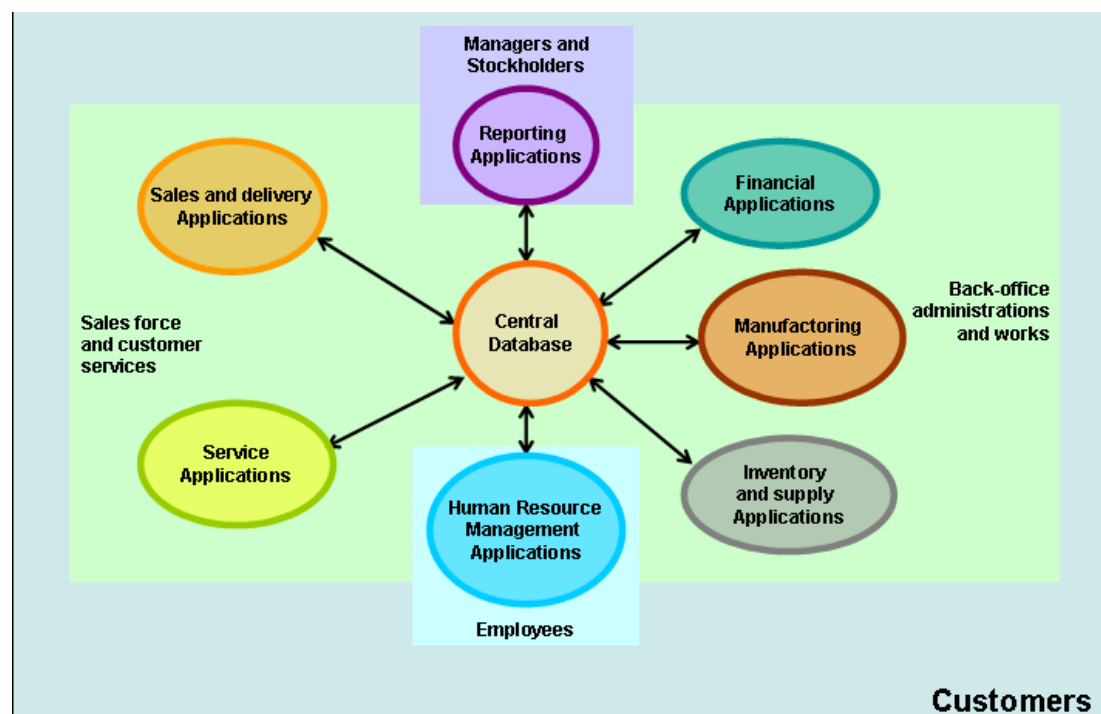 Managers and
Stockholders
Reporting
Applications
Sales and delivery
Applications
Financial
Applications
Sales force
and customer
services
Central
Database
Manufactoring
Applications
Back-office
administrations
and works
Service
Applications
Human Resource
Management
Applications
Inventory
and supply
Applications
Employees
Customers